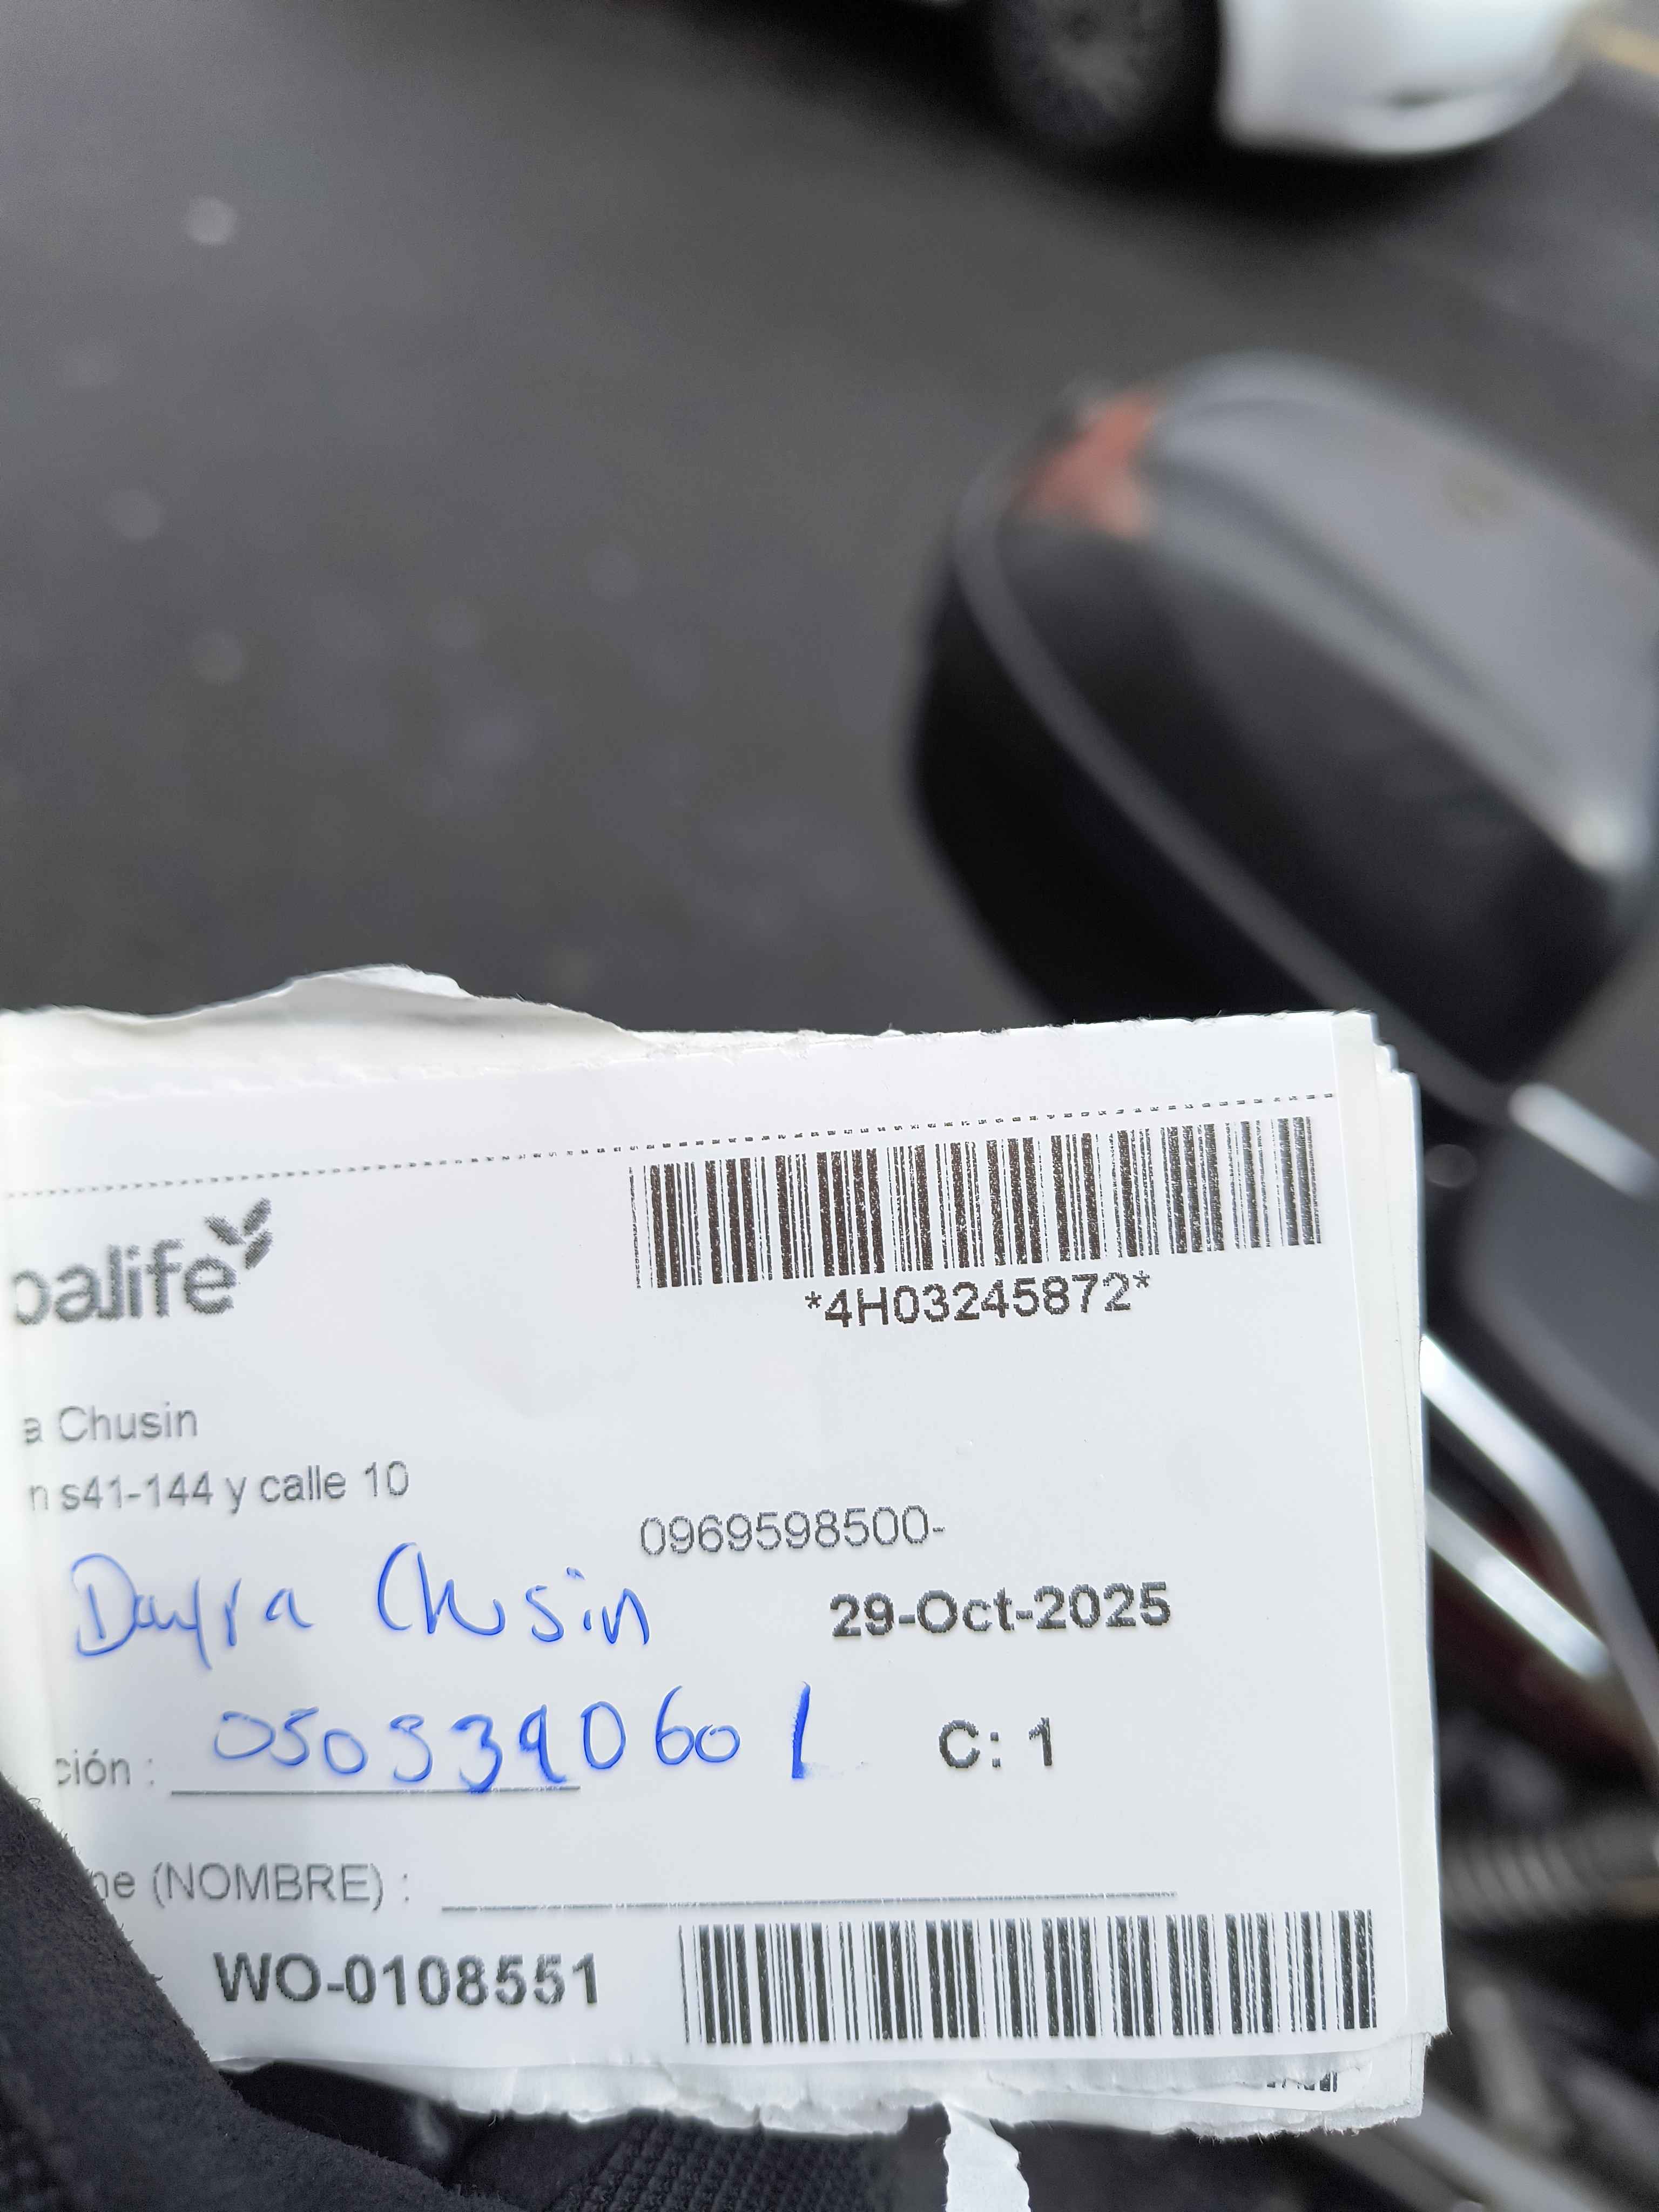 balife
*4H03245872*
a Chusin
n s41-144 y calle 10
0969598500-
Dayra Chusin
29-Oct-2025
0503390601
C: 1
ción :
ne (NOMBRE) :
WO-0108551